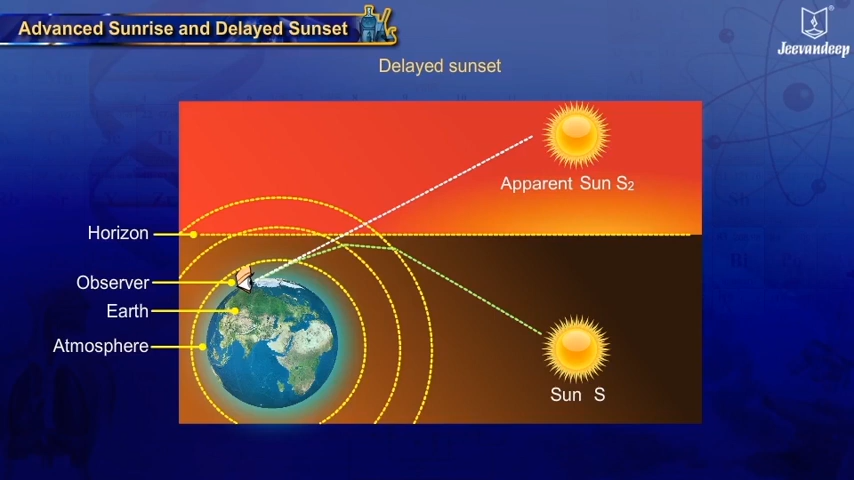 Advanced Sunrise and Delayed Sunset
Jeevandeep®
Delayed sunset
Apparent Sun S₂
Horizon
Observer
Earth
Atmosphere
Sun S